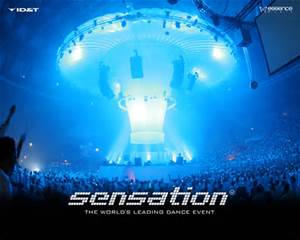 ID&T
essence
sensation®
THE WORLD'S LEADING DANCE EVENT